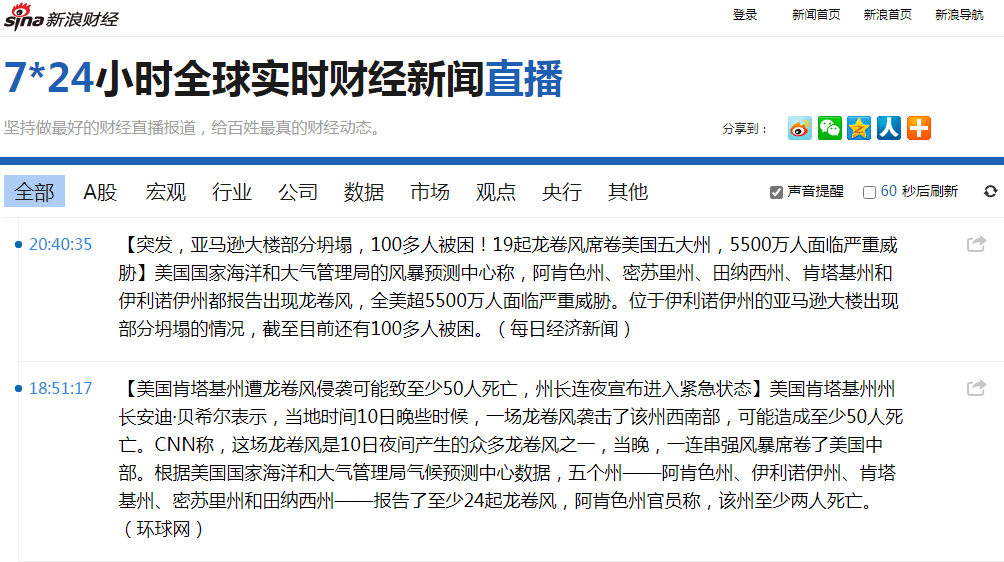 sina 新浪财经 登录 新闻首页 新浪首页 新浪导航
7*24小时全球实时财经新闻直播
坚持做最好的财经直播报道，给百姓最真的财经动态。 分享到：
全部 A股 宏观 行业 公司 数据 市场 观点 央行 其他 声音提醒 60 秒后刷新
20:40:35 【突发，亚马逊大楼部分坍塌，100多人被困！19起龙卷风席卷美国五大州，5500万人面临严重威
胁】美国国家海洋和大气管理局的风暴预测中心称，阿肯色州、密苏里州、田纳西州、肯塔基州和
伊利诺伊州都报告出现龙卷风，全美超5500万人面临严重威胁。位于伊利诺伊州的亚马逊大楼出现
部分坍塌的情况，截至目前还有100多人被困。（每日经济新闻）
18:51:17 【美国肯塔基州遭龙卷风侵袭可能致至少50人死亡，州长连夜宣布进入紧急状态】美国肯塔基州州
长安迪·贝希尔表示，当地时间10日晚些时候，一场龙卷风袭击了该州西南部，可能造成至少50人死
亡。CNN称，这场龙卷风是10日夜间产生的众多龙卷风之一，当晚，一连串强风暴席卷了美国中
部。根据美国国家海洋和大气管理局气候预测中心数据，五个州——阿肯色州、伊利诺伊州、肯塔
基州、密苏里州和田纳西州——报告了至少24起龙卷风，阿肯色州官员称，该州至少两人死亡。
（环球网）